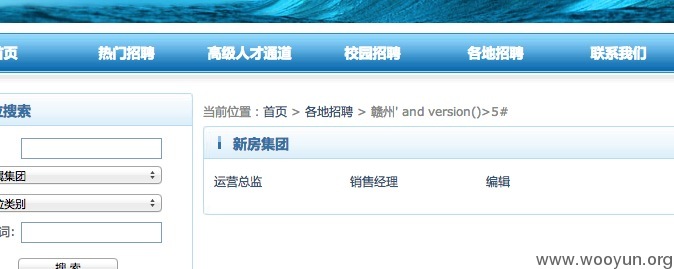 首页 热门招聘 高级人才通道 校园招聘 各地招聘 联系我们
位搜索
当前位置：首页 > 各地招聘 > 赣州' and version()>5#
新房集团
属集团
运营总监 销售经理 编辑
位类别
词：
搜 索
www.wooyun.org